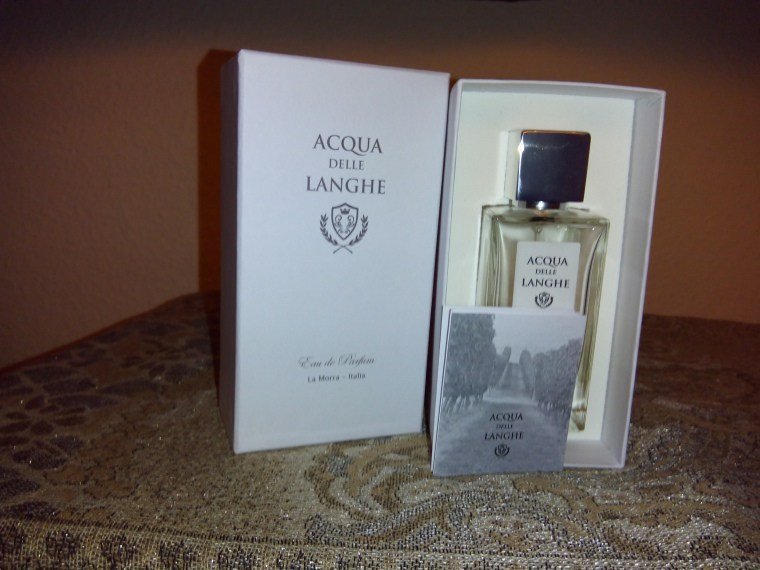 ACQUA
DELLE
LANGHE
Eau de Parfum
La Morra - Italia
ACQUA
DELLE
LANGHE
ACQUA
DELLE
LANGHE